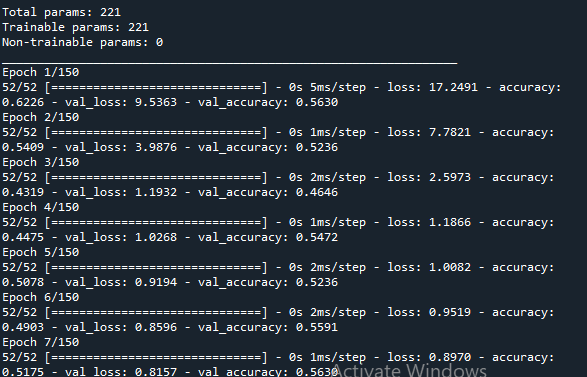 Total params: 221
Trainable params: 221
Non-trainable params: 0
_________________________________________________________________
Epoch 1/150
52/52 [==============================] - 0s 5ms/step - loss: 17.2491 - accuracy:
0.6226 - val_loss: 9.5363 - val_accuracy: 0.5630
Epoch 2/150
52/52 [==============================] - 0s 1ms/step - loss: 7.7821 - accuracy:
0.5409 - val_loss: 3.9876 - val_accuracy: 0.5236
Epoch 3/150
52/52 [==============================] - 0s 2ms/step - loss: 2.5973 - accuracy:
0.4319 - val_loss: 1.1932 - val_accuracy: 0.4646
Epoch 4/150
52/52 [==============================] - 0s 1ms/step - loss: 1.1866 - accuracy:
0.4475 - val_loss: 1.0268 - val_accuracy: 0.5472
Epoch 5/150
52/52 [==============================] - 0s 2ms/step - loss: 1.0082 - accuracy:
0.5078 - val_loss: 0.9194 - val_accuracy: 0.5236
Epoch 6/150
52/52 [==============================] - 0s 2ms/step - loss: 0.9519 - accuracy:
0.4903 - val_loss: 0.8596 - val_accuracy: 0.5591
Epoch 7/150
52/52 [==============================] - 0s 1ms/step - loss: 0.8970 - accuracy:
0.5175 - val_loss: 0.8157 - val_accuracy: 0.5630
Activate Windows